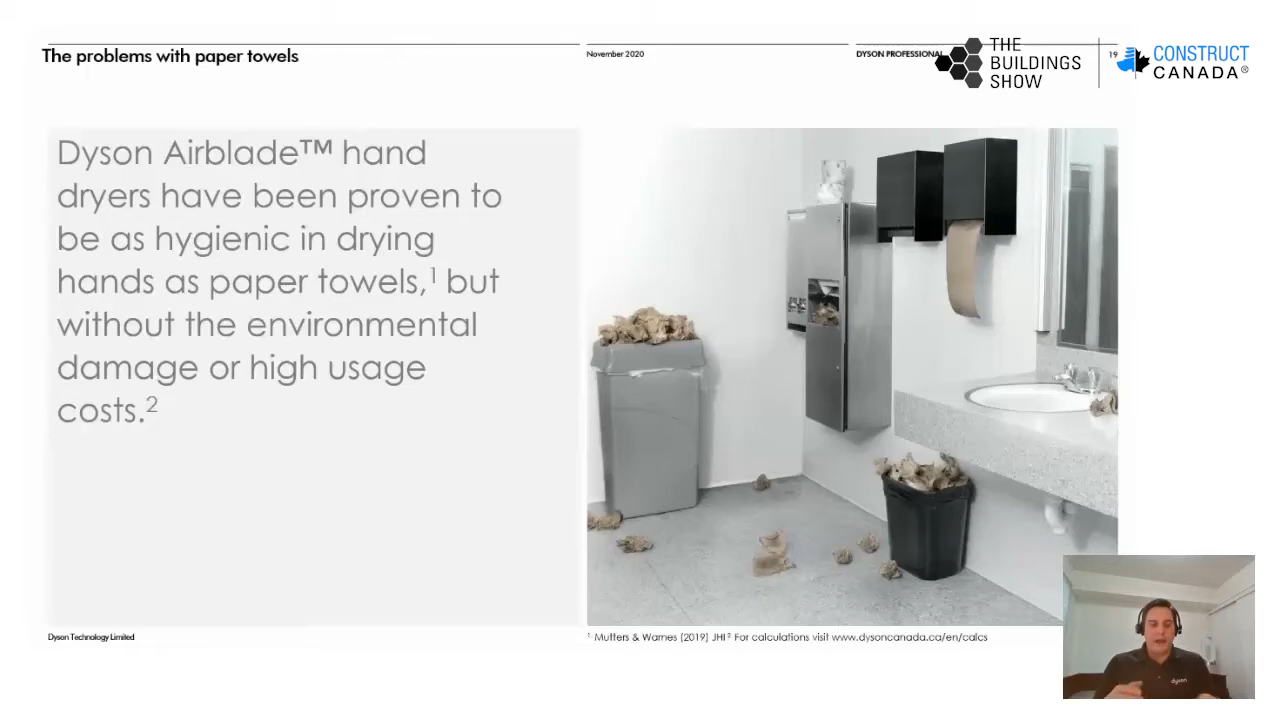 The problems with paper towels
November 2020
DYSON PROFESSIONAL
19
THE
BUILDINGS
SHOW
CONSTRUCT
CANADA®
Dyson Airblade™ hand
dryers have been proven to
be as hygienic in drying
hands as paper towels,¹ but
without the environmental
damage or high usage
costs.²
Dyson Technology Limited
¹ Mutters & Warnes (2019) JHI ² For calculations visit www.dysoncanada.ca/en/calcs
dyson